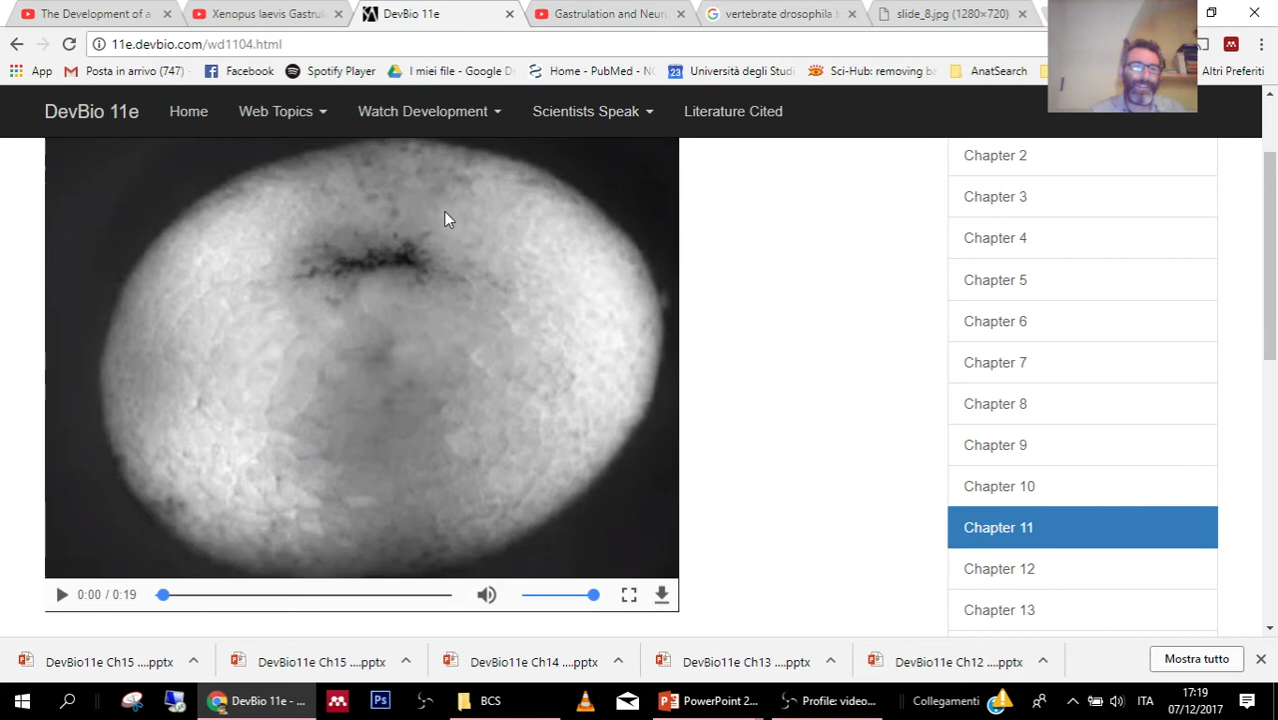 The Development of a
Xenopus laevis Gastrul
DevBio 11e
Gastrulation and Neur
vertebrate drosophila b
slide_8.jpg (1280×720)
11e.devbio.com/wd1104.html
App
Posta in arrivo (747)
Facebook
Spotify Player
I miei file - Google D
Home - PubMed - NC
23
Università degli Stud
Sci-Hub: removing ba
AnatSearch
Altri Preferiti
DevBio 11e
Home
Web Topics
Watch Development
Scientists Speak
Literature Cited
Chapter 2
Chapter 3
Chapter 4
Chapter 5
Chapter 6
Chapter 7
Chapter 8
Chapter 9
Chapter 10
Chapter 11
Chapter 12
Chapter 13
0:00 / 0:19
DevBio11e Ch15 ....pptx
DevBio11e Ch15 ....pptx
DevBio11e Ch14 ....pptx
DevBio11e Ch13 ....pptx
DevBio11e Ch12 ....pptx
Mostra tutto
DevBio 11e - ...
Ps
BCS
PowerPoint 2...
Profile: video...
Collegamenti
ITA
17:19
07/12/2017